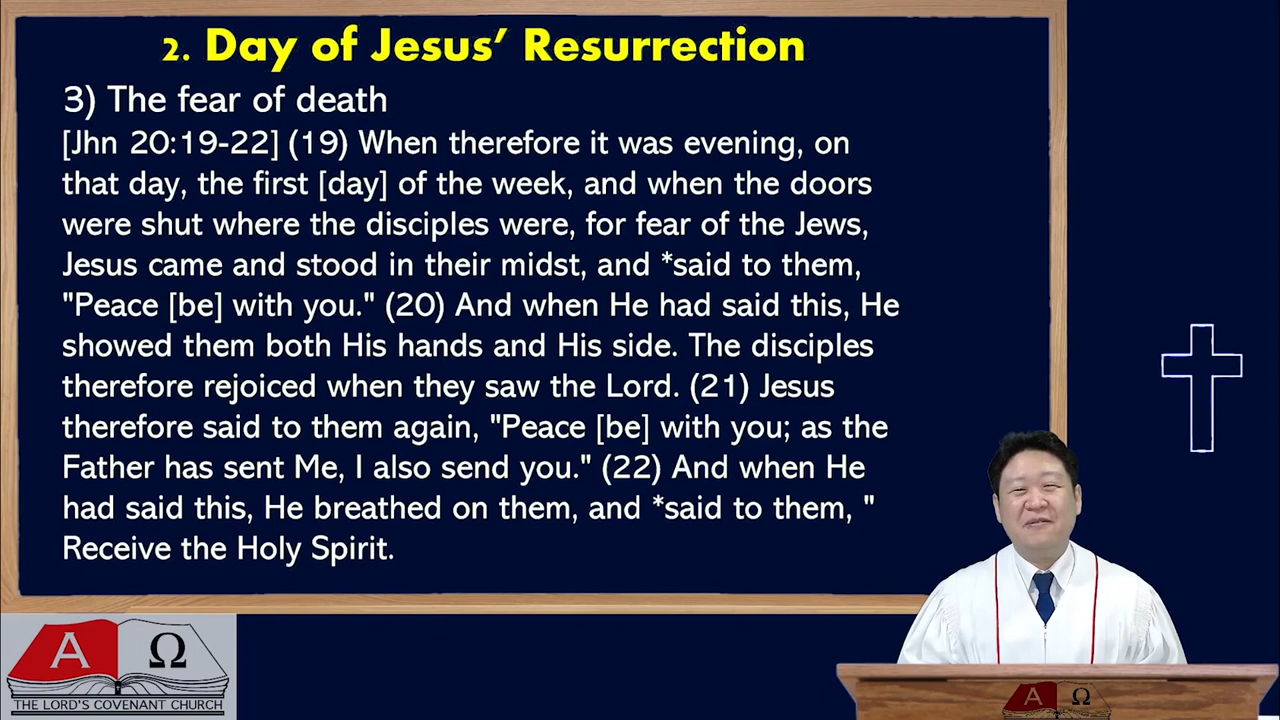 2. Day of Jesus’ Resurrection
3) The fear of death
[Jhn 20:19-22] (19) When therefore it was evening, on
that day, the first [day] of the week, and when the doors
were shut where the disciples were, for fear of the Jews,
Jesus came and stood in their midst, and *said to them,
"Peace [be] with you." (20) And when He had said this, He
showed them both His hands and His side. The disciples
therefore rejoiced when they saw the Lord. (21) Jesus
therefore said to them again, "Peace [be] with you; as the
Father has sent Me, I also send you." (22) And when He
had said this, He breathed on them, and *said to them, "
Receive the Holy Spirit.
A Ω
THE LORD'S COVENANT CHURCH
A Ω